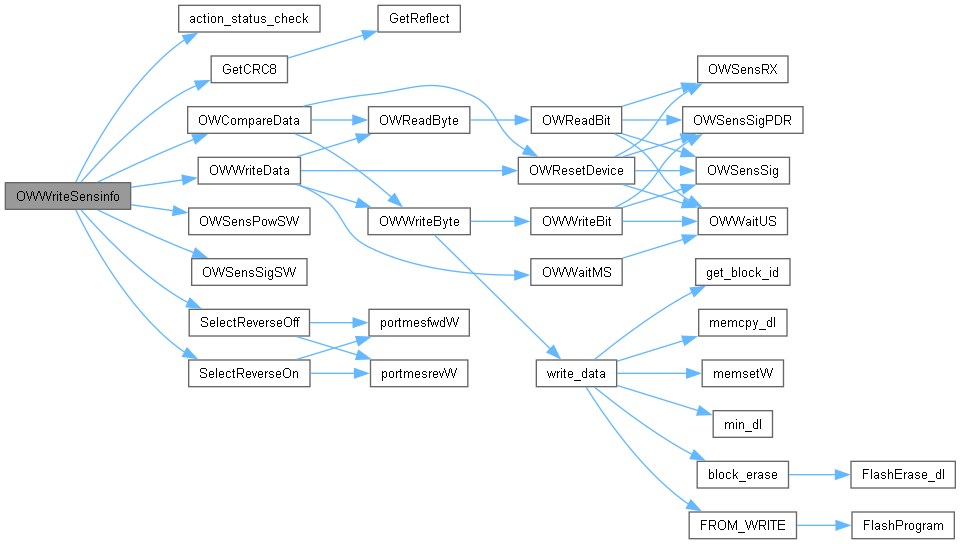 OWWriteSensinfo
action_status_check
GetCRC8
GetReflect
OWCompareData
OWWriteData
OWSensPowSW
OWSensSigSW
SelectReverseOff
SelectReverseOn
OWReadByte
OWWriteByte
portmesfwdW
portmesrevW
OWReadBit
OWResetDevice
OWWriteBit
OWWaitMS
write_data
OWSensRX
OWSensSigPDR
OWSensSig
OWWaitUS
get_block_id
memcpy_dl
memsetW
min_dl
block_erase
FROM_WRITE
FlashErase_dl
FlashProgram